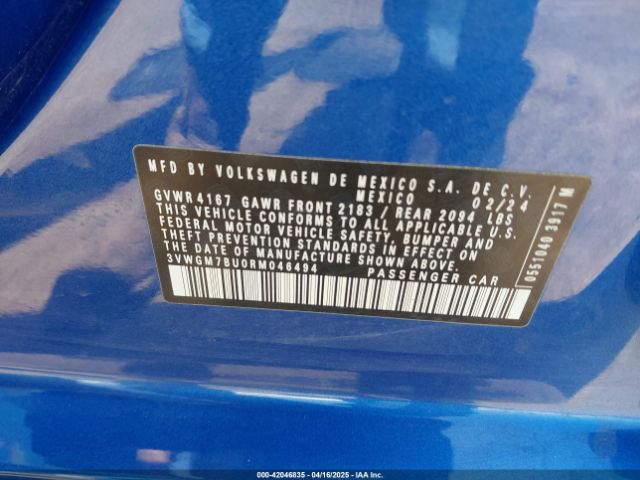 MFD BY VOLKSWAGEN DE MEXICO S.A. DE C.V.
MEXICO 02/24
GVWR 4167 GAWR FRONT 2183 / REAR 2094 LBS
THIS VEHICLE CONFORMS TO ALL APPLICABLE U.S.
FEDERAL MOTOR VEHICLE SAFETY, BUMPER AND
THEFT PREVENTION STANDARDS IN EFFECT ON
THE DATE OF MANUFACTURE SHOWN ABOVE.
3VWGM7BU0RM046494 PASSENGER CAR
0551040 3917 M
000-42046835 - 04/16/2025 - IAA Inc.